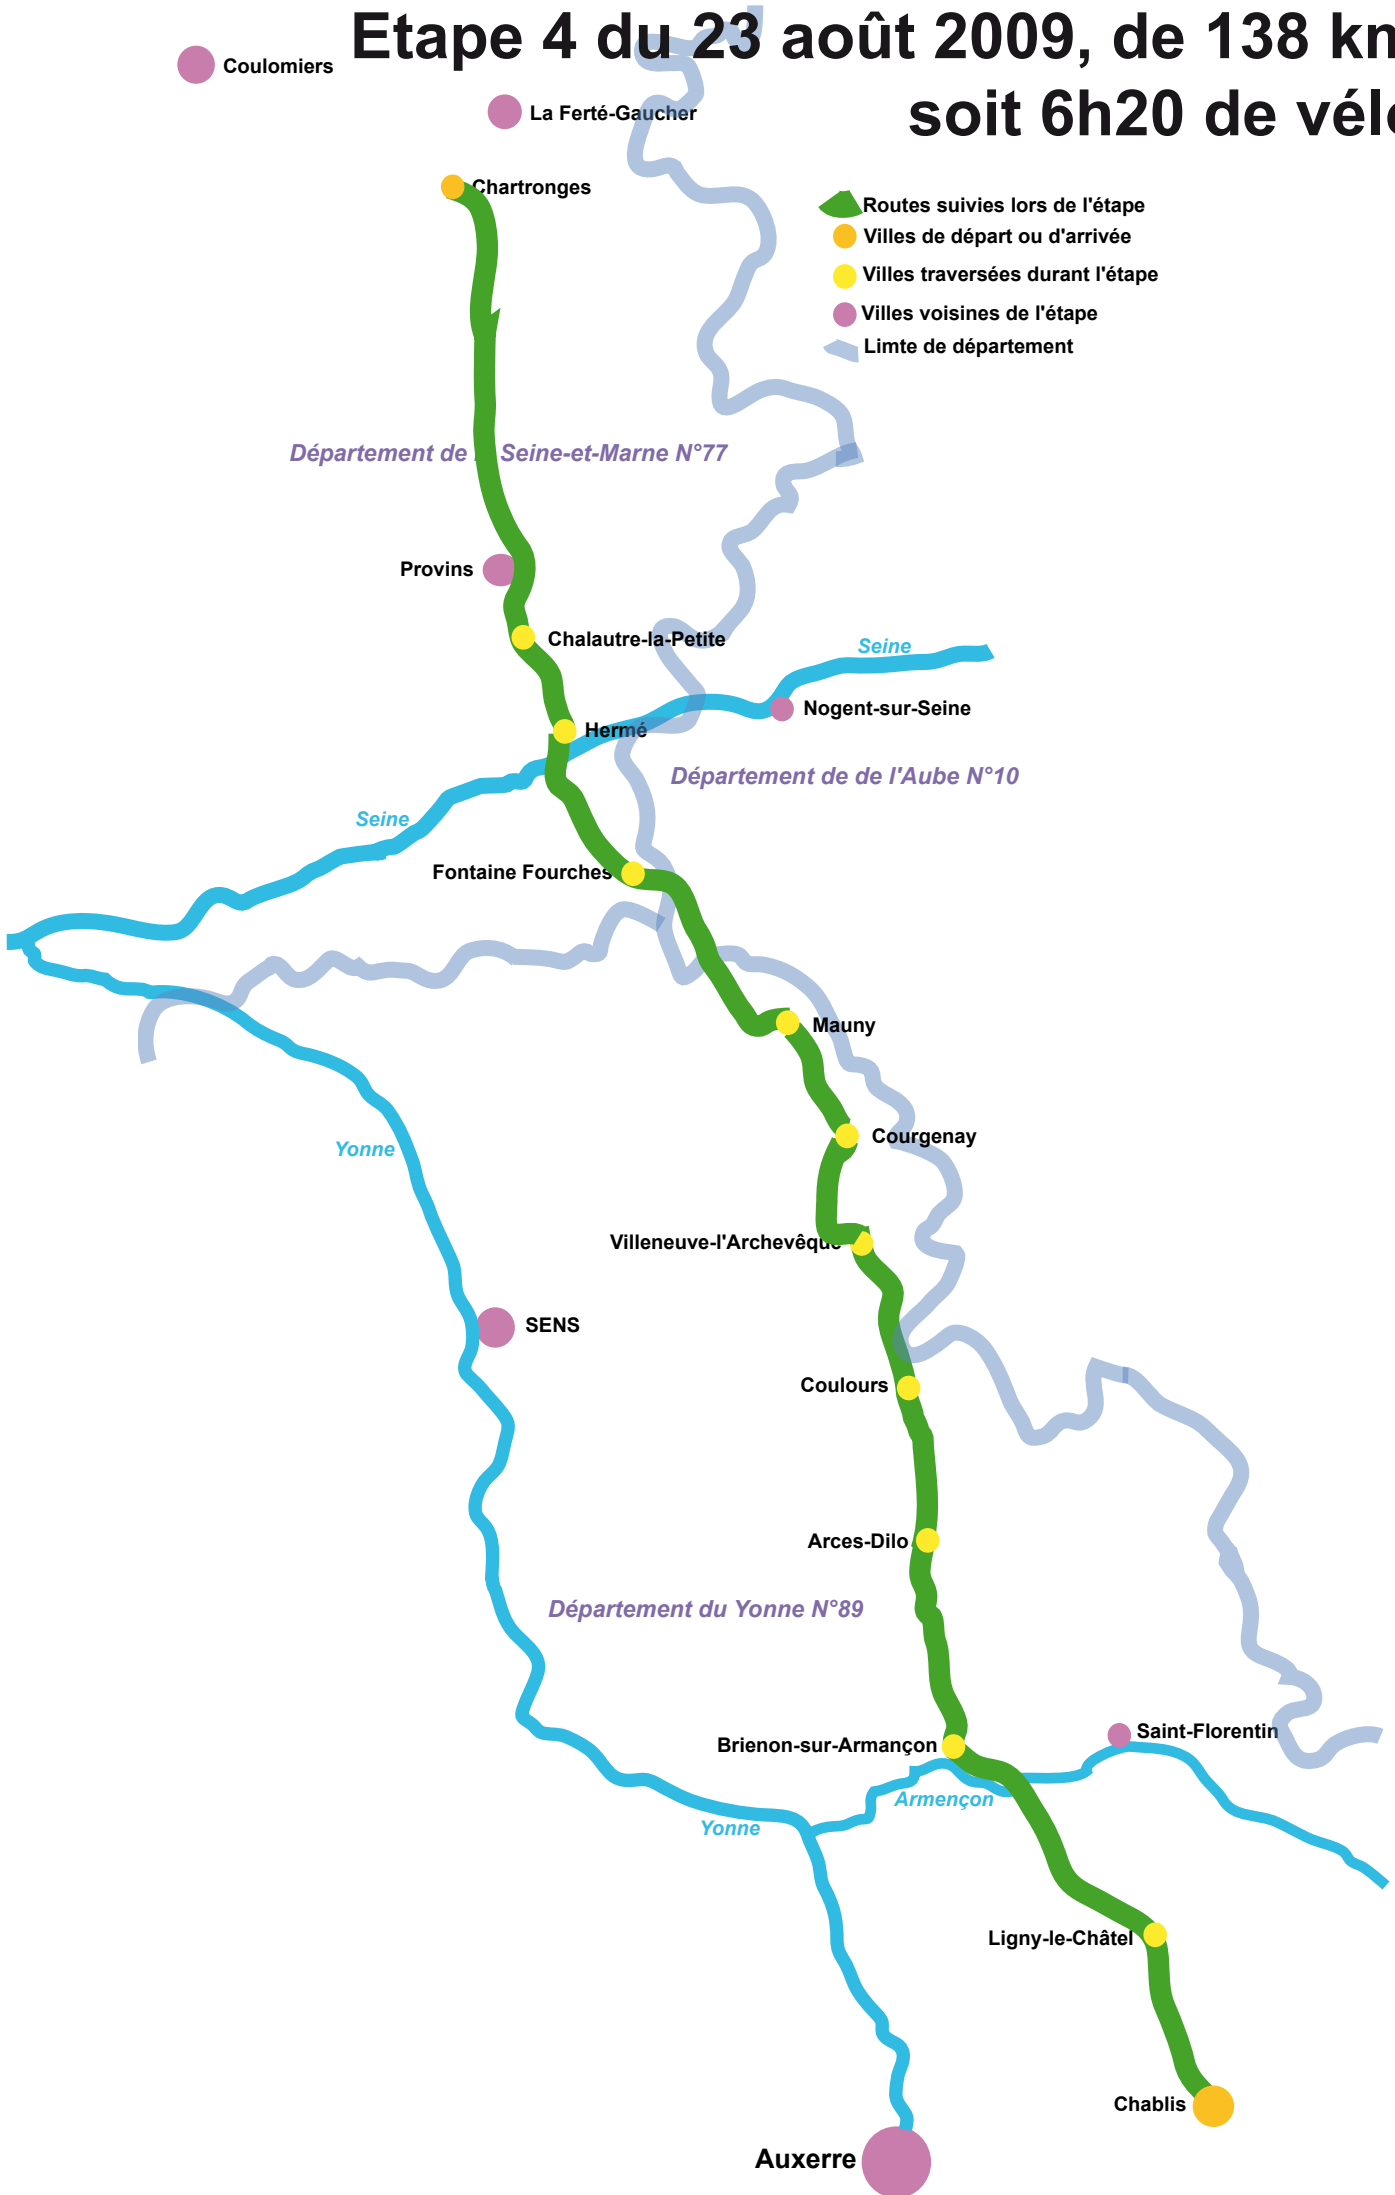 Etape 4 du 23 août 2009, de 138 km
soit 6h20 de vélo
Coulomiers
La Ferté-Gaucher
Chartronges
Routes suivies lors de l'étape
Villes de départ ou d'arrivée
Villes traversées durant l'étape
Villes voisines de l'étape
Limte de département
Département de Seine-et-Marne N°77
Provins
Chalautre-la-Petite
Seine
Nogent-sur-Seine
Hermé
Département de de l'Aube N°10
Seine
Fontaine Fourches
Mauny
Courgenay
Yonne
Villeneuve-l'Archevêque
SENS
Coulours
Arces-Dilo
Département du Yonne N°89
Saint-Florentin
Brienon-sur-Armançon
Armençon
Yonne
Ligny-le-Châtel
Chablis
Auxerre